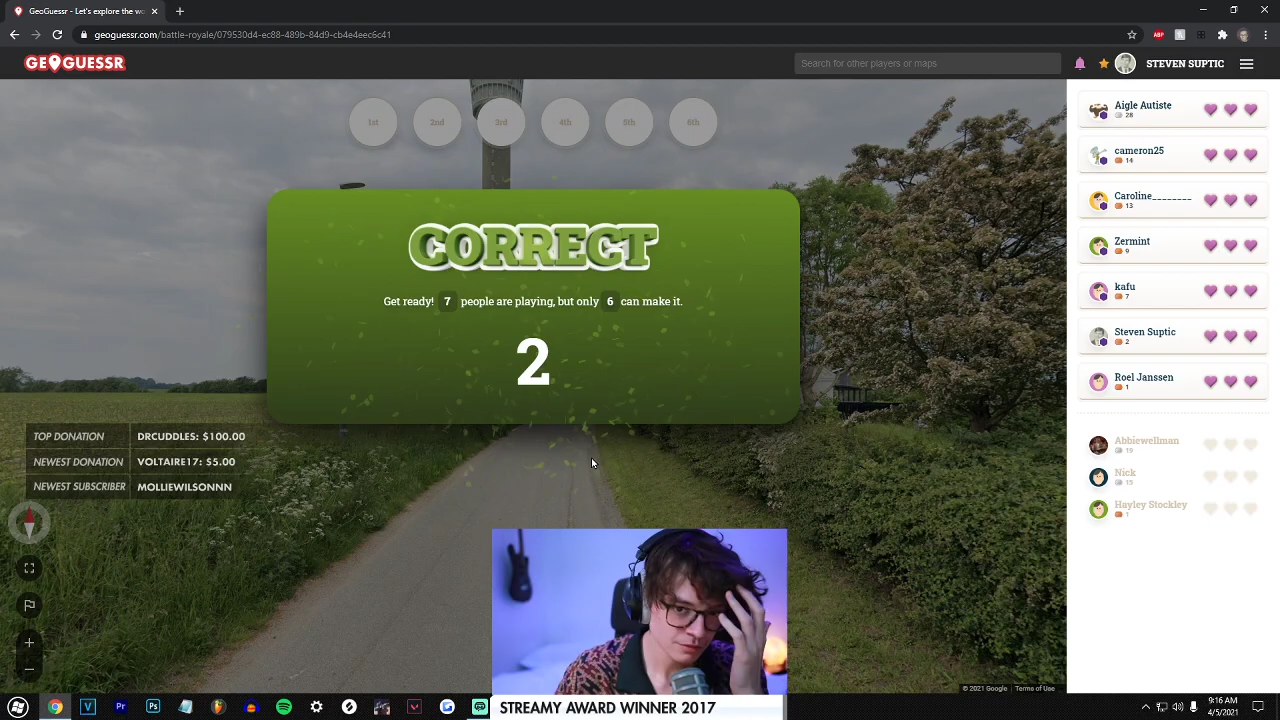 GeoGuessr - Let's explore the wo
geoguessr.com/battle-royale/079530d4-ec88-489b-84d9-cb4e4eec6c41
ABP
GEOGUESSR
Search for other players or maps
STEVEN SUPTIC
1st
2nd
3rd
4th
5th
6th
CORRECT
Get ready! 7 people are playing, but only 6 can make it.
2
TOP DONATION DRCUDDLES: $100.00
NEWEST DONATION VOLTAIRE17: $5.00
NEWEST SUBSCRIBER MOLLIEWILSONNN
Aigle Autiste
28
cameron25
14
Caroline________
13
Zermint
9
kafu
7
Steven Suptic
2
Roel Janssen
1
Abbiewellman
19
Nick
15
Hayley Stockley
1
© 2021 Google Terms of Use
STREAMY AWARD WINNER 2017
9:16 AM
4/5/2021